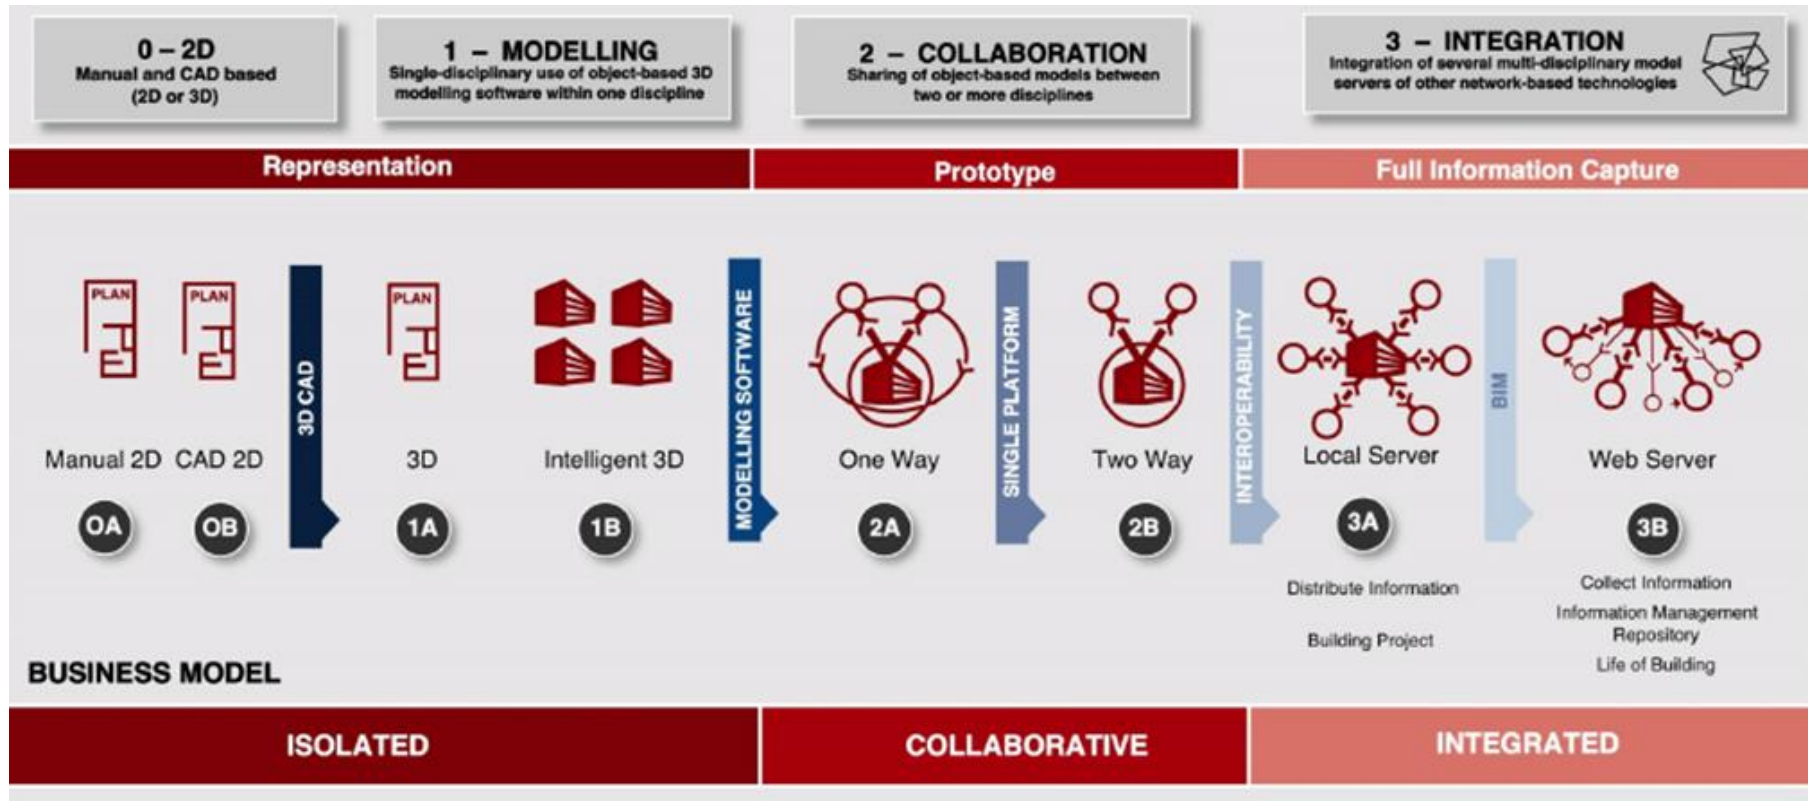 0 – 2D
Manual and CAD based
(2D or 3D)
1 – MODELLING
Single-disciplinary use of object-based 3D
modelling software within one discipline
2 – COLLABORATION
Sharing of object-based models between
two or more disciplines
3 – INTEGRATION
Integration of several multi-disciplinary model
servers of other network-based technologies
Representation
Prototype
Full Information Capture
PLAN
PLAN
3D CAD
PLAN
MODELLING SOFTWARE
SINGLE PLATFORM
INTEROPERABILITY
BIM
Manual 2D
CAD 2D
3D
Intelligent 3D
One Way
Two Way
Local Server
Web Server
OA
OB
1A
1B
2A
2B
3A
3B
Distribute Information
Building Project
Collect Information
Information Management
Repository
Life of Building
BUSINESS MODEL
ISOLATED
COLLABORATIVE
INTEGRATED